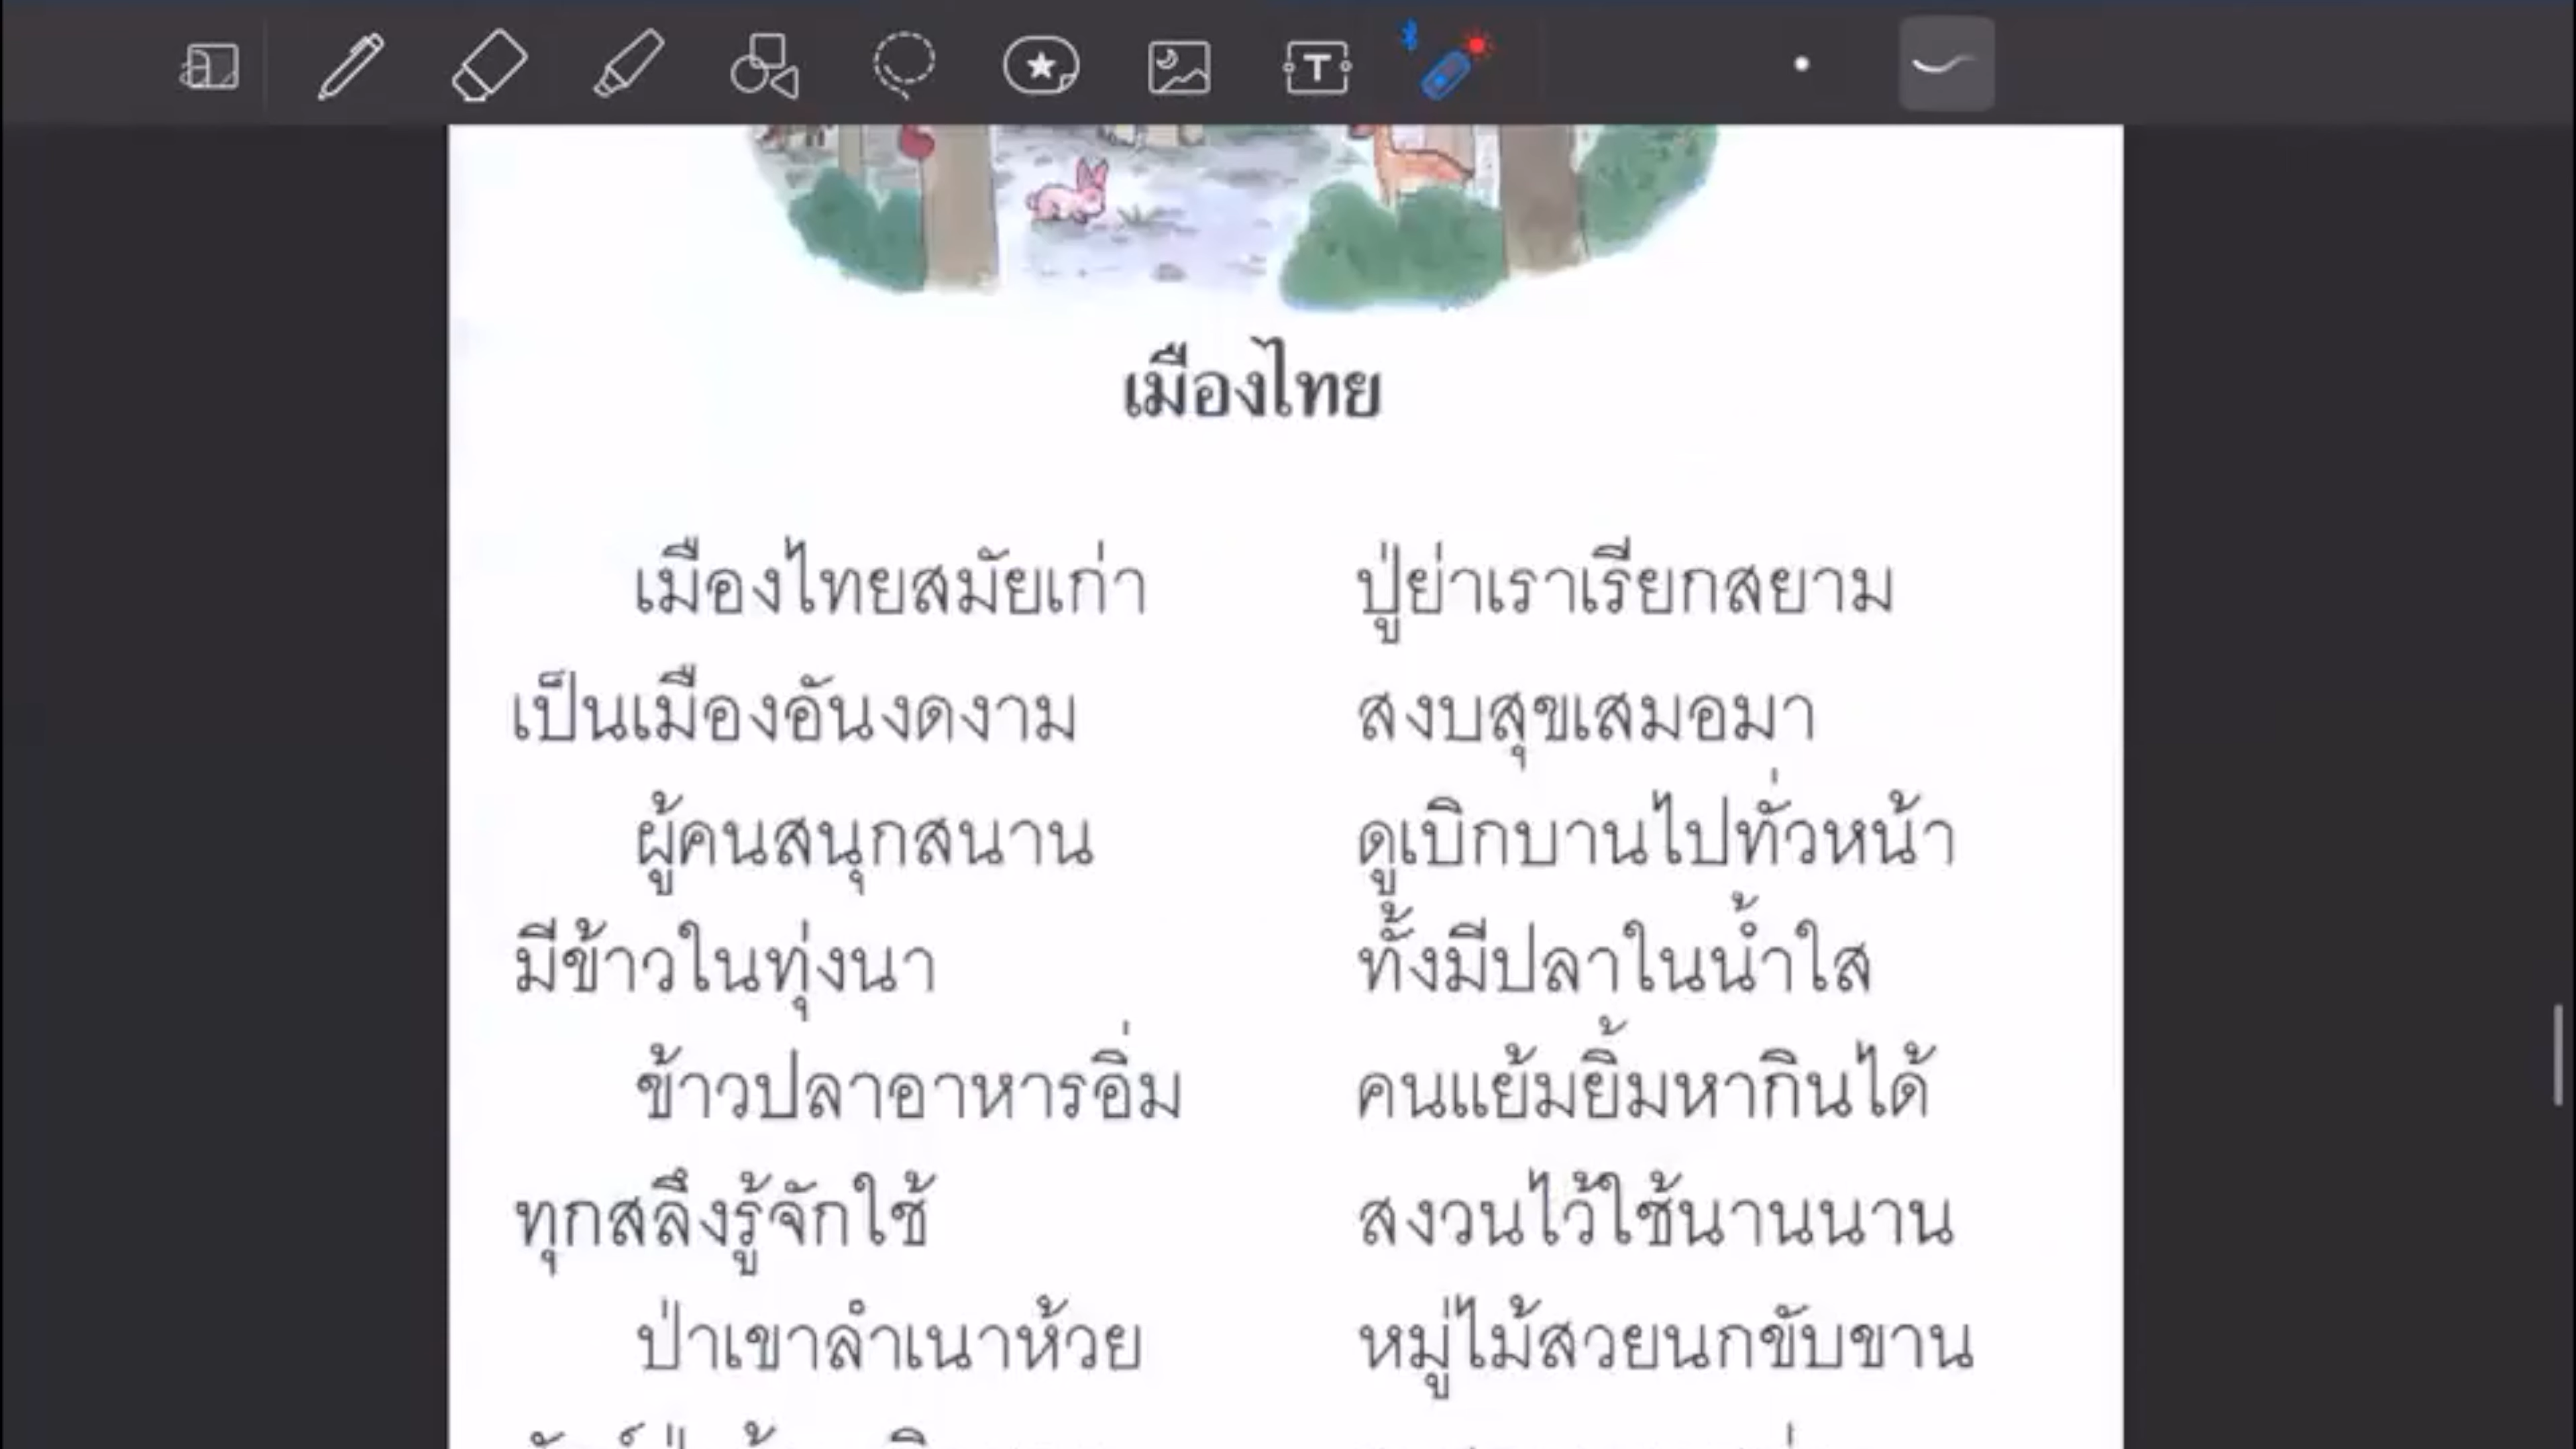 เมืองไทย
เมืองไทยสมัยเก่า ปู่ย่าเราเรียกสยาม
เป็นเมืองอันงดงาม สงบสุขเสมอมา
ผู้คนสนุกสนาน ดูเบิกบานไปทั่วหน้า
มีข้าวในทุ่งนา ทั้งมีปลาในน้ำใส
ข้าวปลาอาหารอิ่ม คนแย้มยิ้มหากินได้
ทุกสลึงรู้จักใช้ สงวนไว้ใช้นานนาน
ป่าเขาลำเนาห้วย หมู่ไม้สวยนกขับขาน